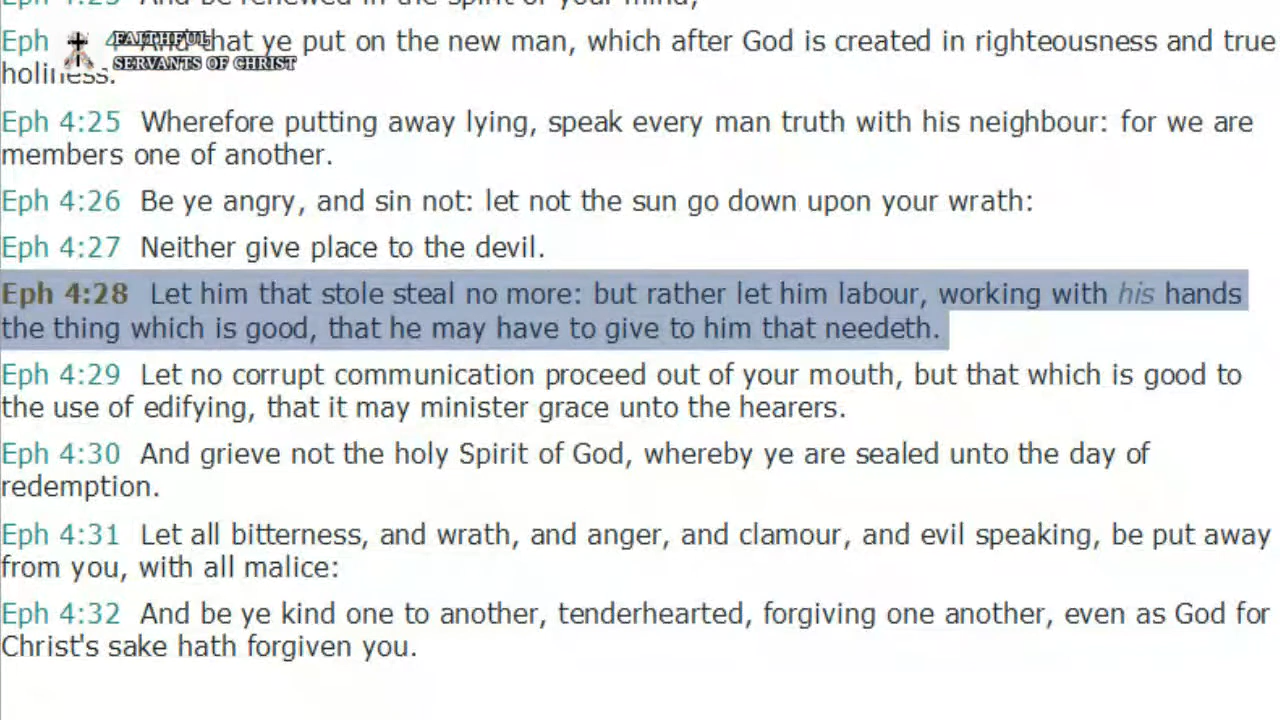 Eph 4:23 And be renewed in the spirit of your mind;
Eph 4 And that ye put on the new man, which after God is created in righteousness and true
holiness.
FAITHFUL
SERVANTS OF CHRIST
Eph 4:25 Wherefore putting away lying, speak every man truth with his neighbour: for we are
members one of another.
Eph 4:26 Be ye angry, and sin not: let not the sun go down upon your wrath:
Eph 4:27 Neither give place to the devil.
Eph 4:28 Let him that stole steal no more: but rather let him labour, working with his hands
the thing which is good, that he may have to give to him that needeth.
Eph 4:29 Let no corrupt communication proceed out of your mouth, but that which is good to
the use of edifying, that it may minister grace unto the hearers.
Eph 4:30 And grieve not the holy Spirit of God, whereby ye are sealed unto the day of
redemption.
Eph 4:31 Let all bitterness, and wrath, and anger, and clamour, and evil speaking, be put away
from you, with all malice:
Eph 4:32 And be ye kind one to another, tenderhearted, forgiving one another, even as God for
Christ's sake hath forgiven you.